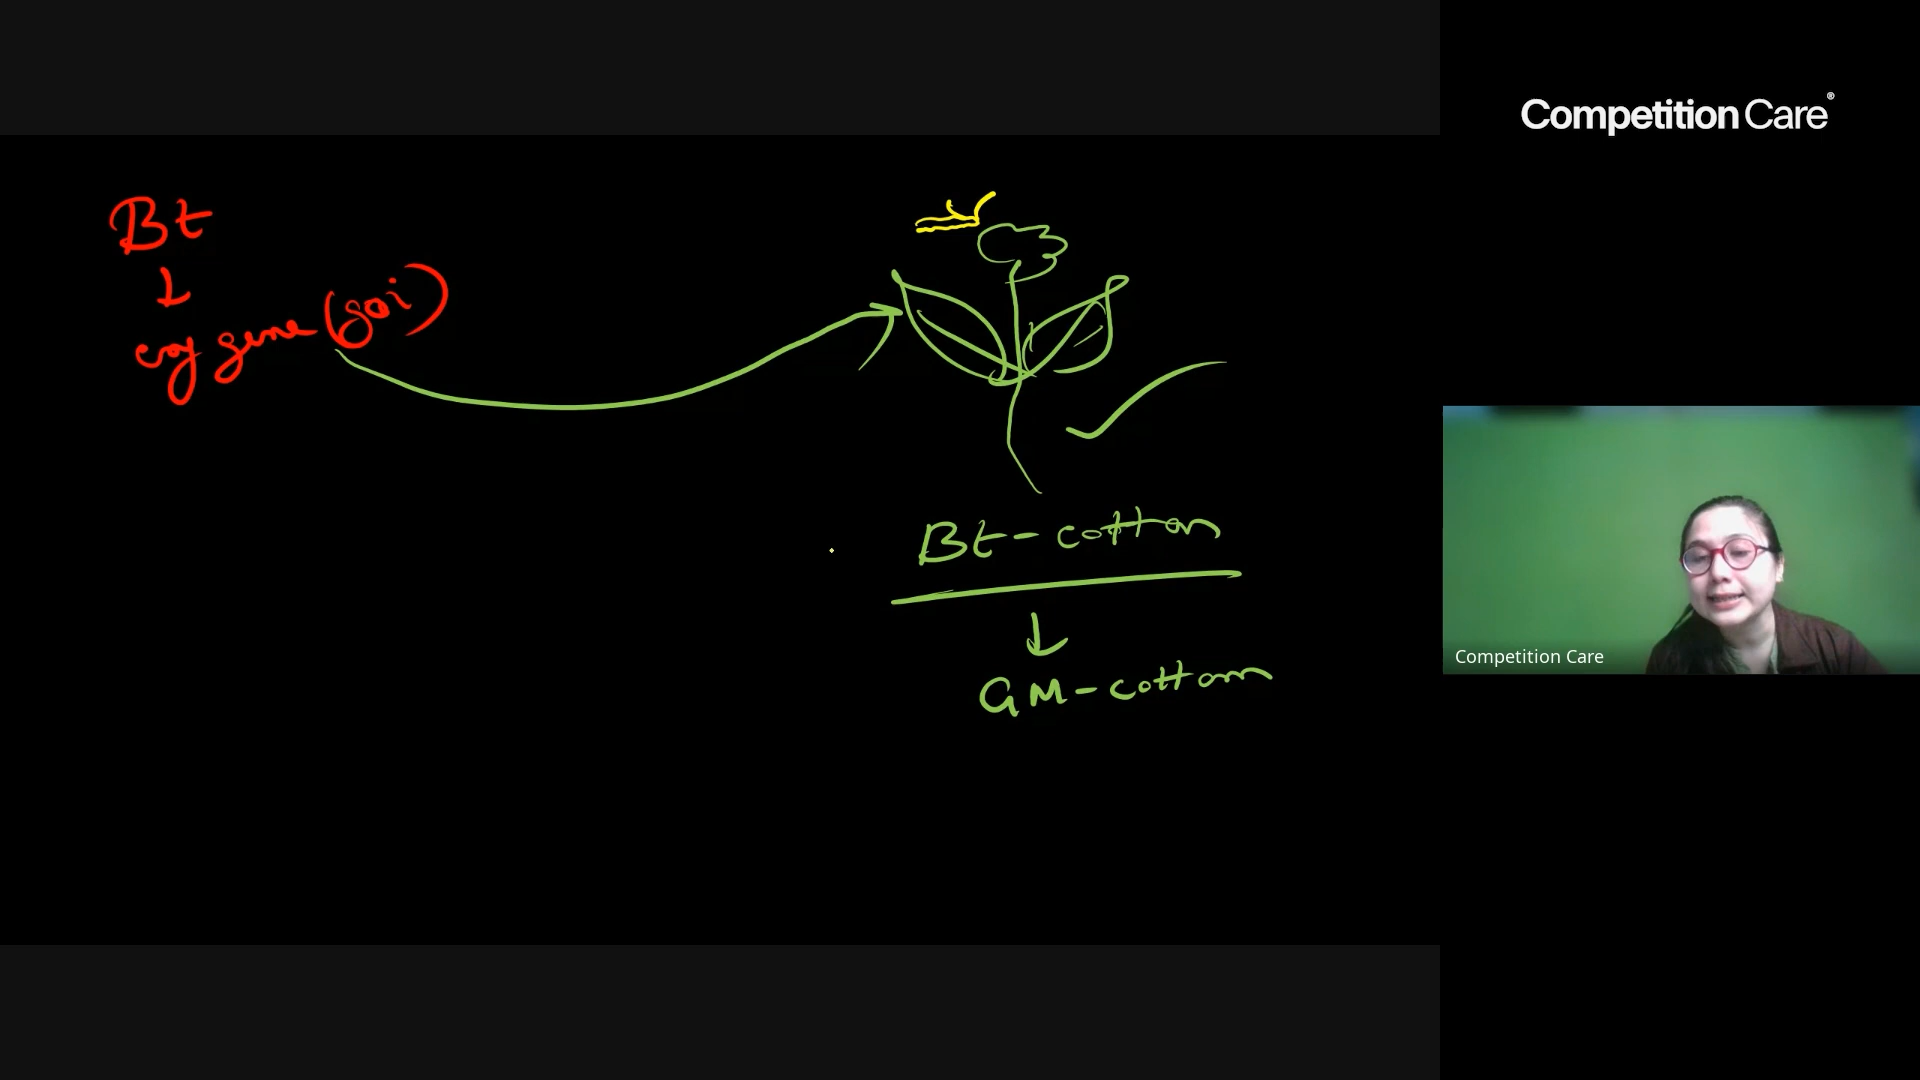 Competition Care®
Bt
cry gene (goi)
Bt - cotton
GM - cotton
Competition Care